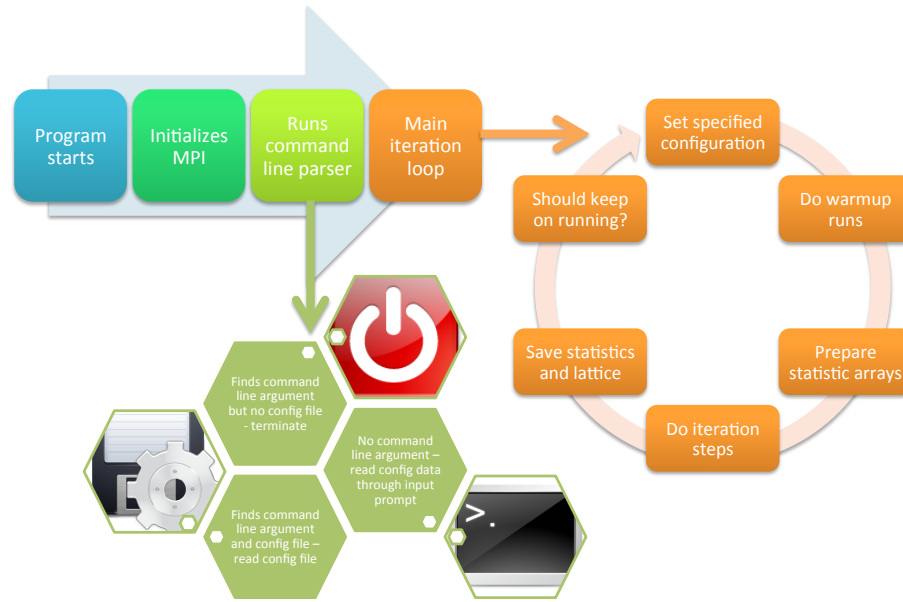 Program
starts
Initializes
MPI
Runs
command
line parser
Main
iteration
loop
Set specified
configuration
Do warmup
runs
Prepare
statistic arrays
Do iteration
steps
Save statistics
and lattice
Should keep
on running?
Finds command
line argument
but no config file
- terminate
No command
line argument –
read config data
through input
prompt
Finds command
line argument
and config file –
read config file
>.